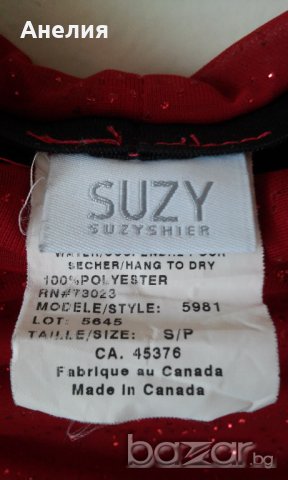 Анелия
SUZY
SUZYSHIER
SECHER/HANG TO DRY
100%POLYESTER
RN#73023
MODELE/STYLE: 5981
LOT: 5645
TAILLE/SIZE: S/P
CA. 45376
Fabrique au Canada
Made in Canada
bazar.bg